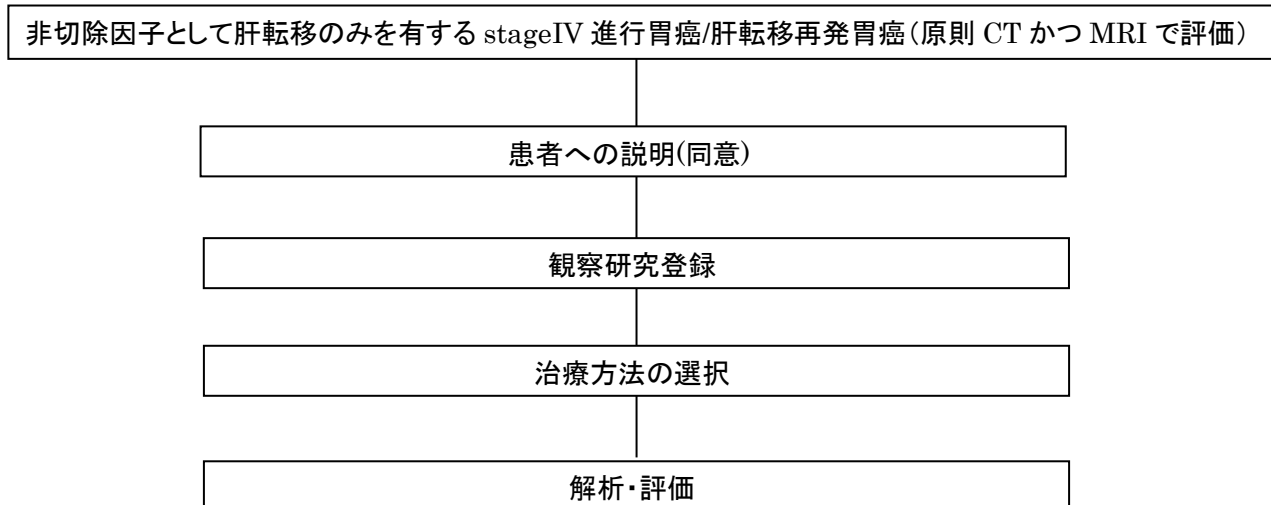 非切除因子として肝転移のみを有する stageIV 進行胃癌/肝転移再発胃癌（原則 CT かつ MRI で評価）
患者への説明(同意)
観察研究登録
治療方法の選択
解析・評価